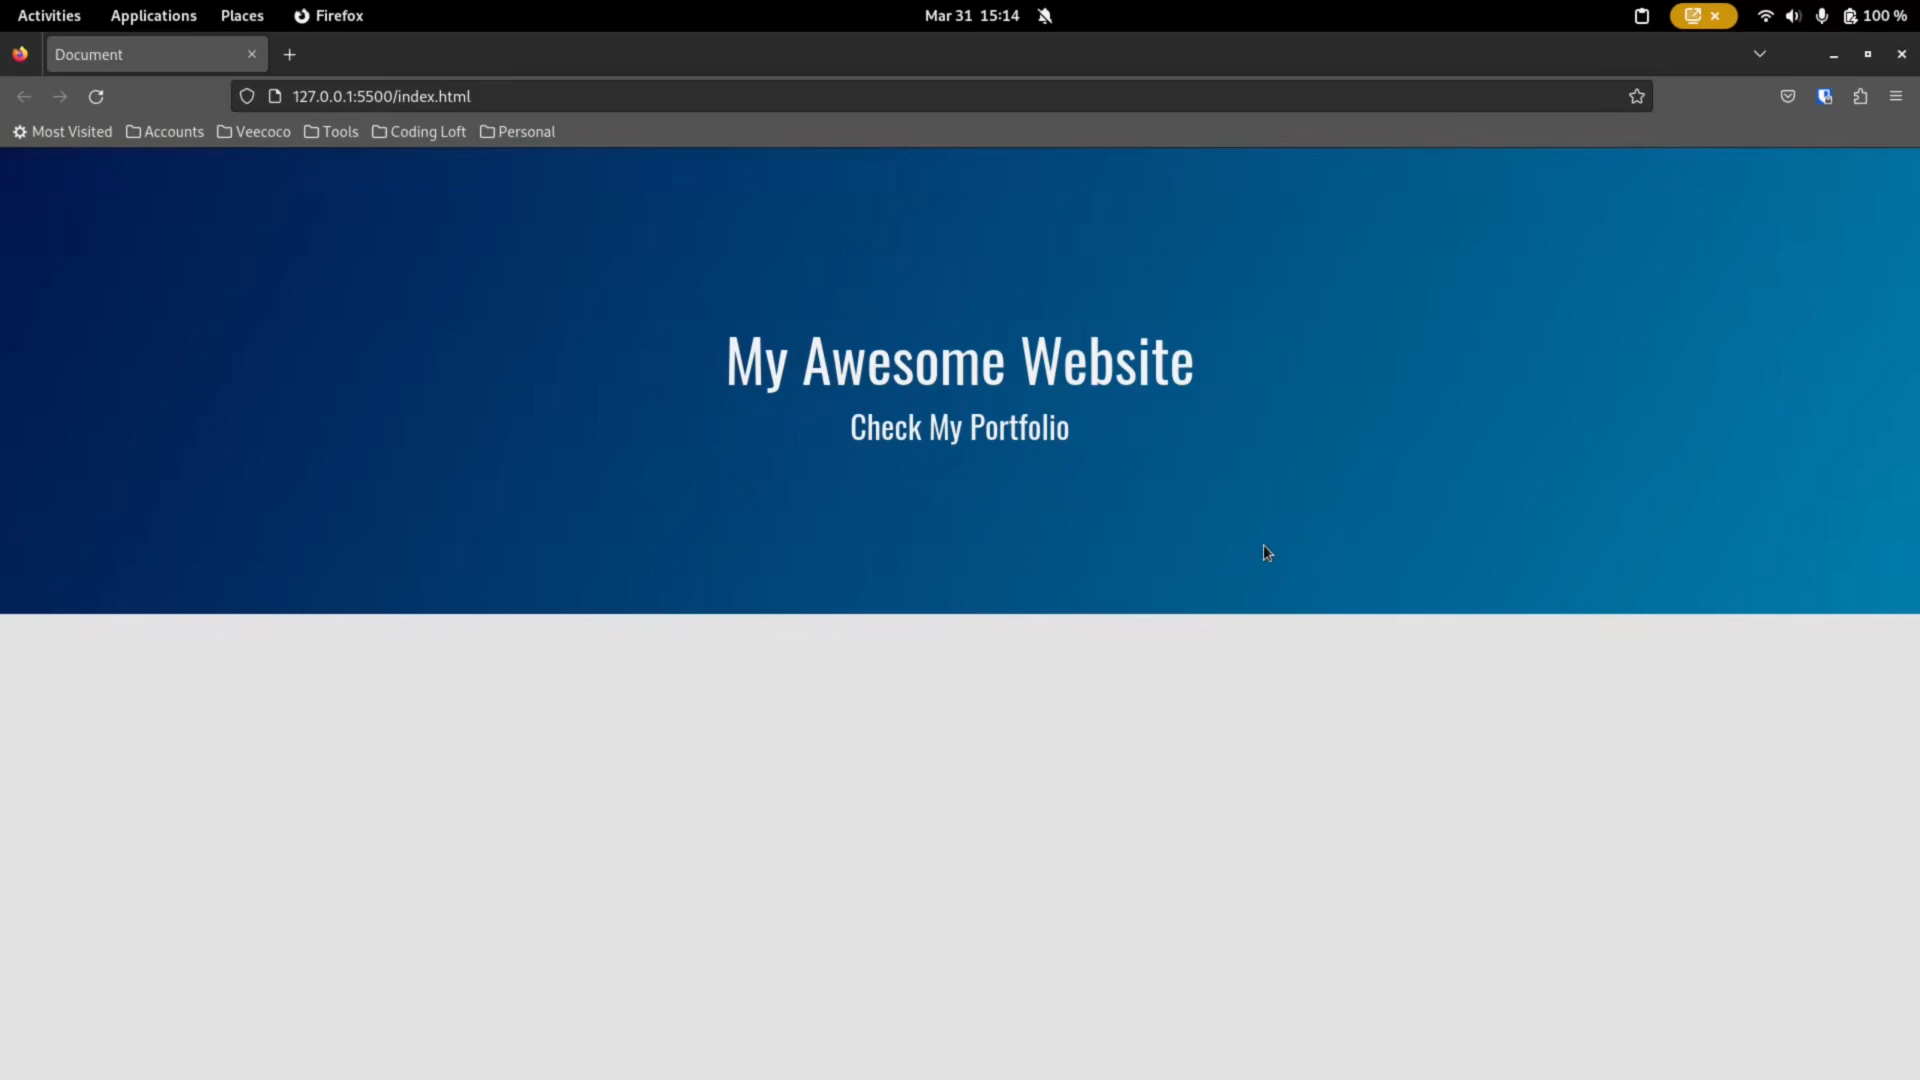 Activities Applications Places Firefox Mar 31 15:14 100 %
Document
127.0.0.1:5500/index.html
Most Visited Accounts Veecoco Tools Coding Loft Personal
My Awesome Website
Check My Portfolio